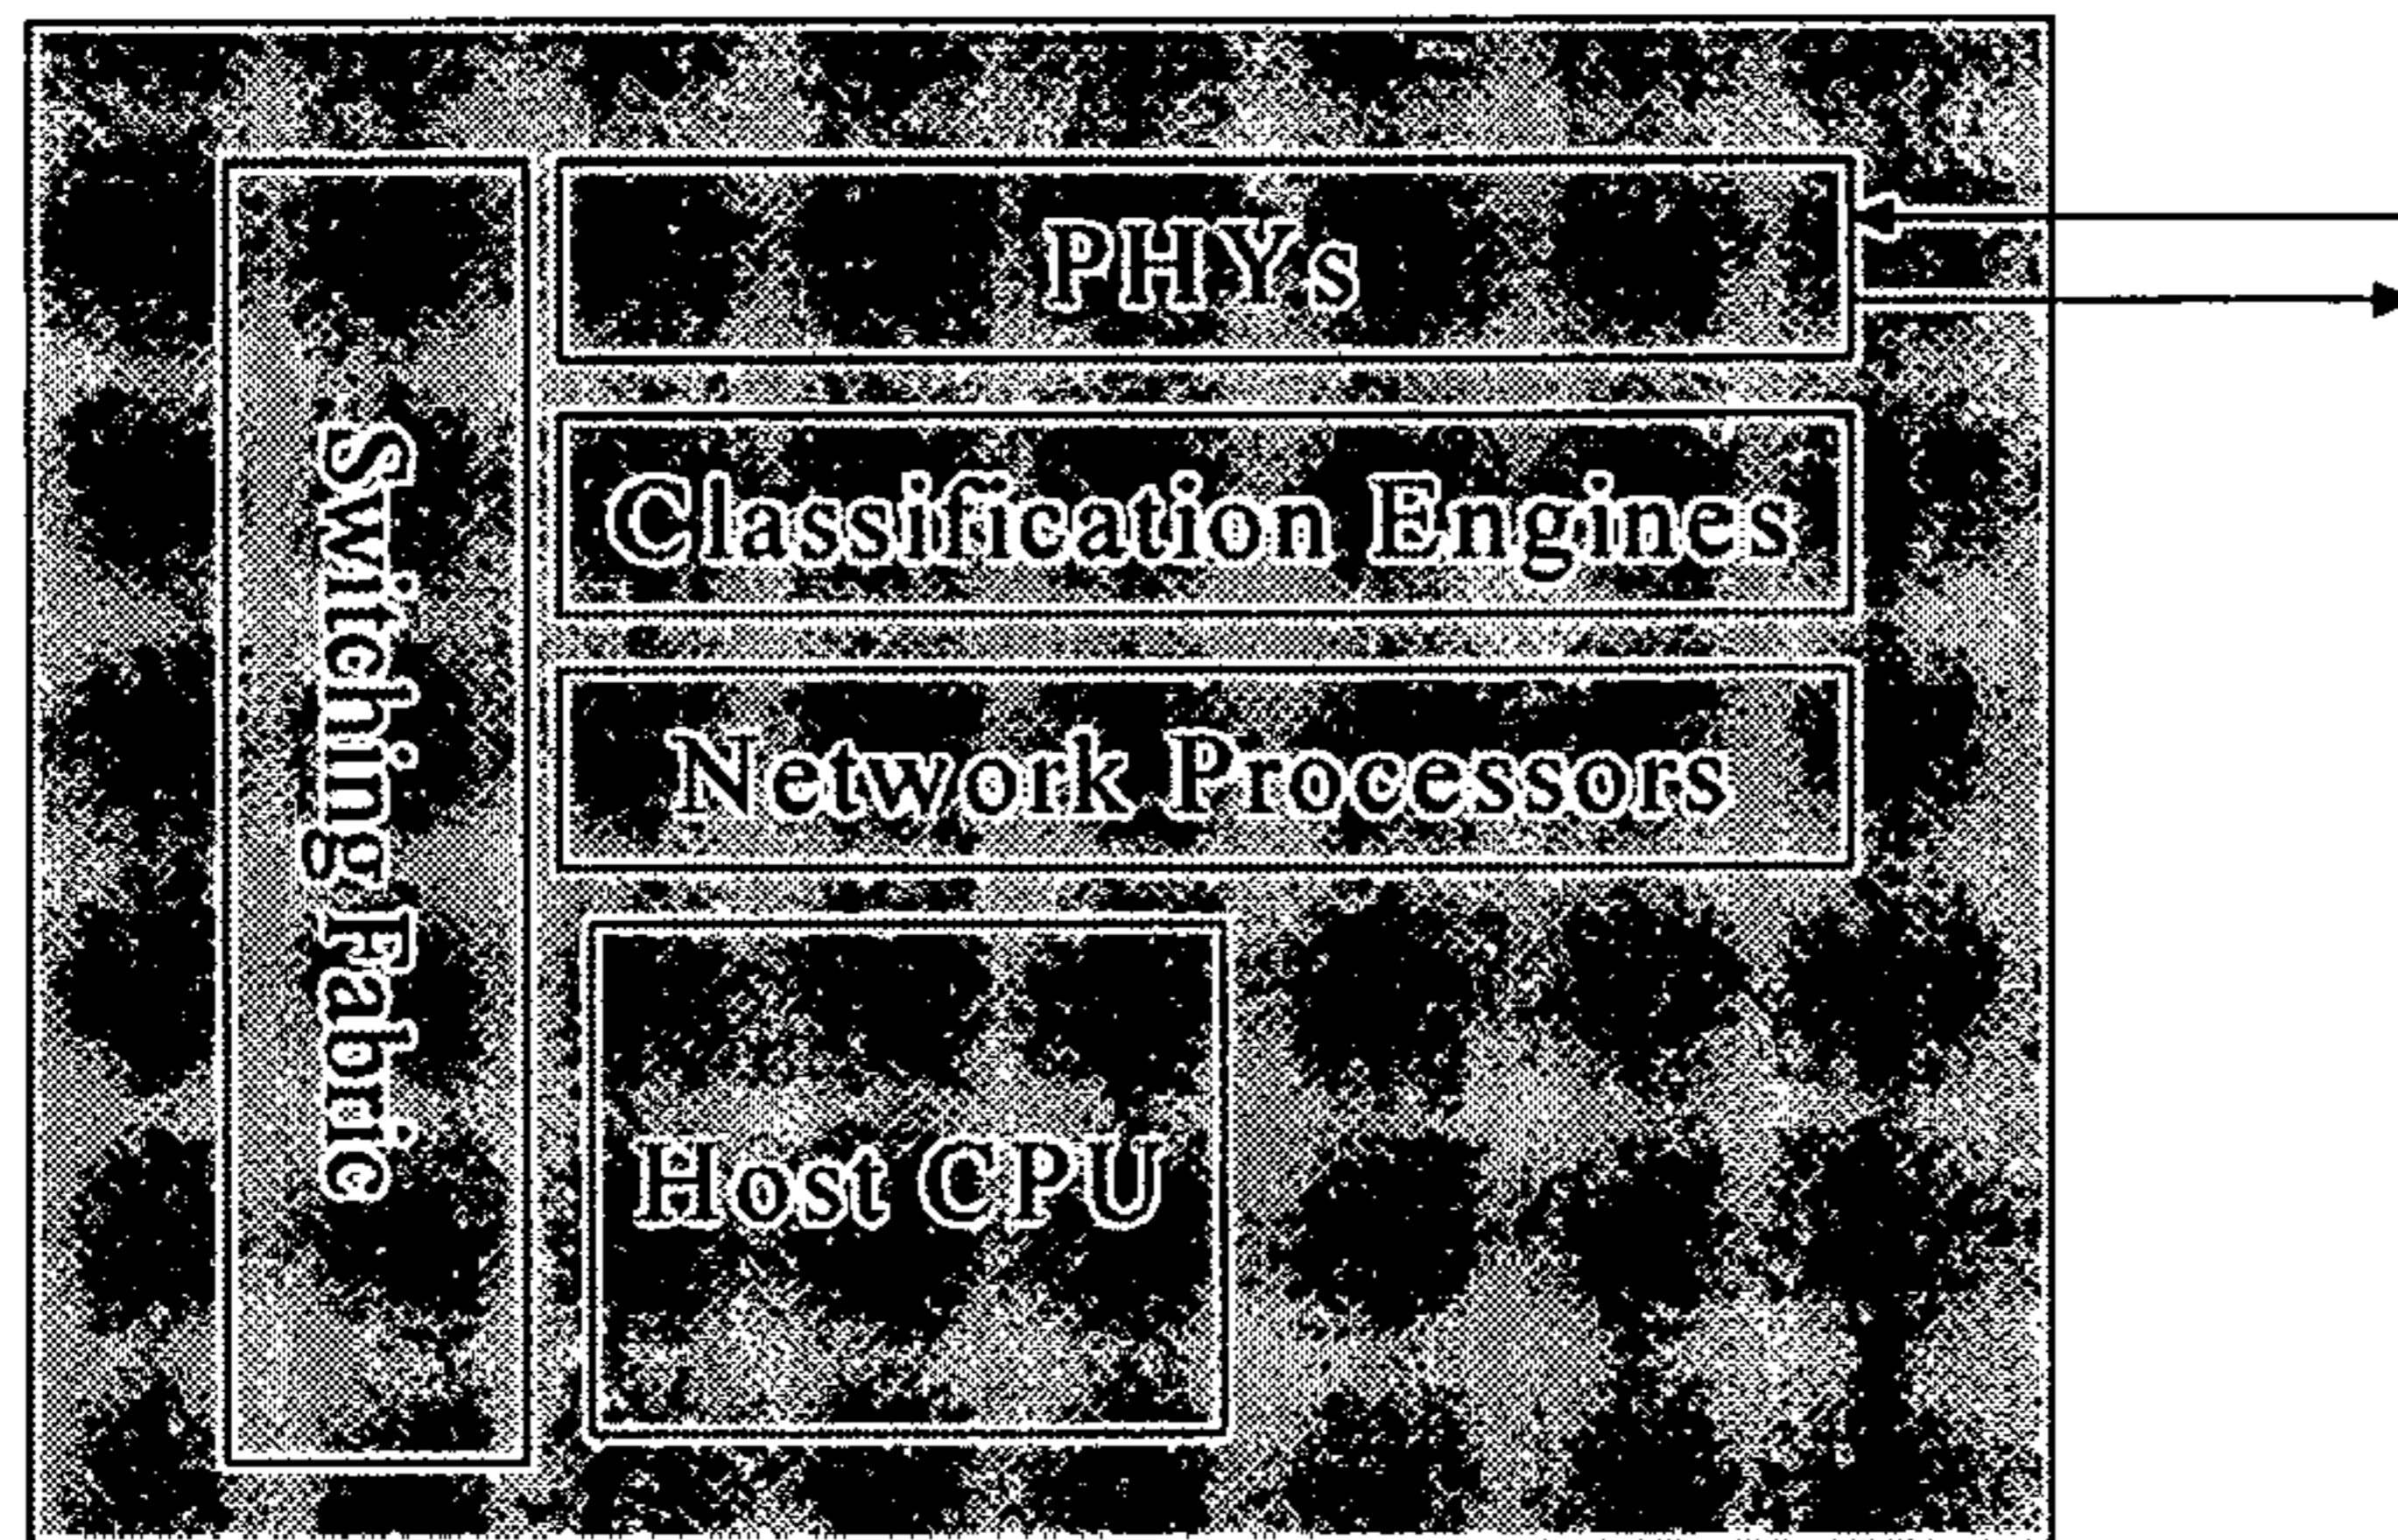 PHYs
Classification Engines
Network Processors
Switching Fabric
Host CPU